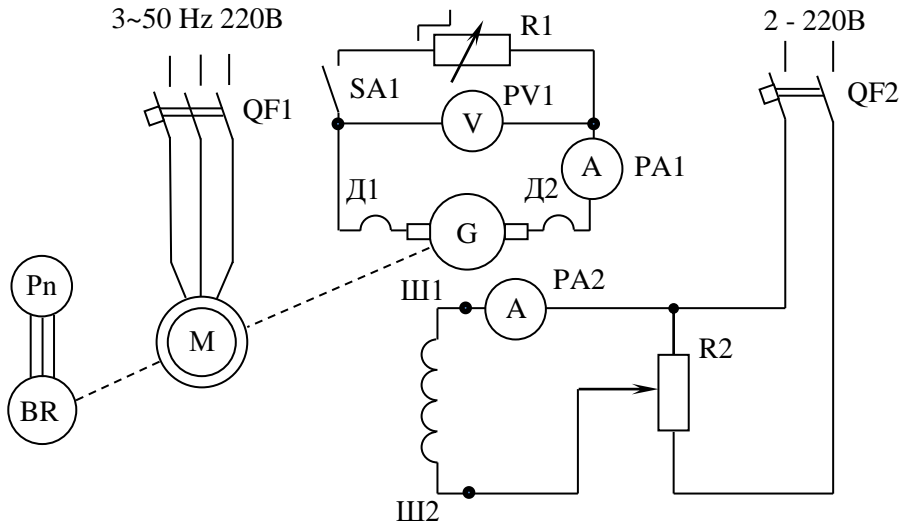 3~50 Hz 220В
R1
2 - 220В
SA1
PV1
QF1
QF2
V
A
PA1
Д1
Д2
G
Pn
Ш1
PA2
A
M
R2
BR
Ш2